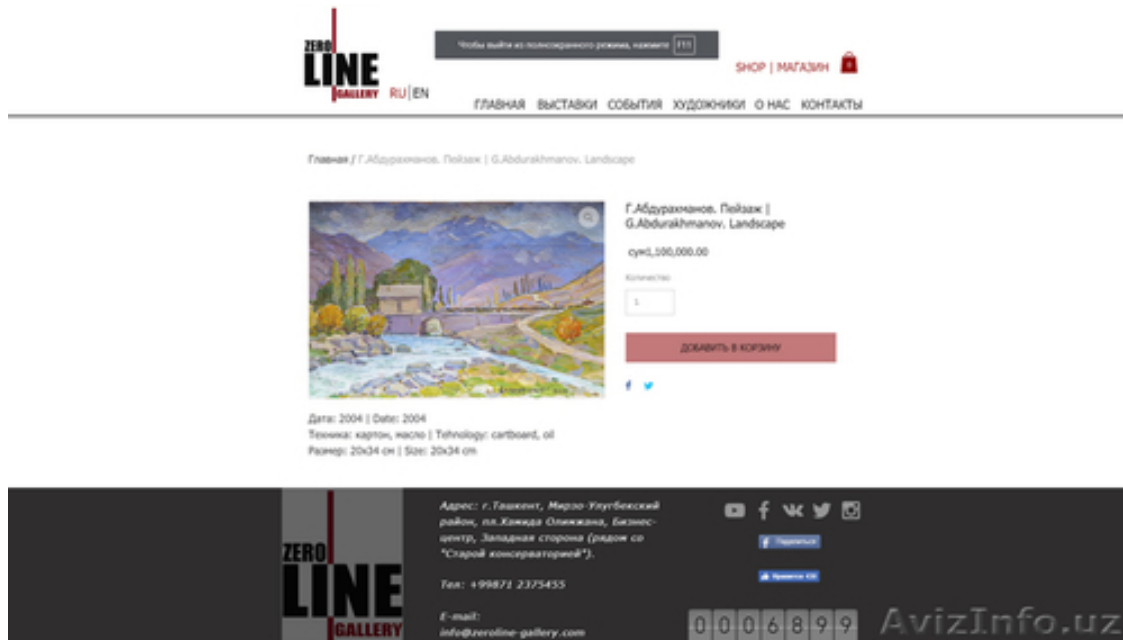 ZERO
LINE
GALLERY
RU|EN
Чтобы выйти из полноэкранного режима, нажмите F11
SHOP | МАГАЗИН
0
ГЛАВНАЯ ВЫСТАВКИ СОБЫТИЯ ХУДОЖНИКИ О НАС КОНТАКТЫ
Главная / Г.Абдурахманов. Пейзаж | G.Abdurakhmanov. Landscape
Г.Абдурахманов. Пейзаж |
G.Abdurakhmanov. Landscape
сум1,100,000.00
Количество
1
ДОБАВИТЬ В КОРЗИНУ
Дата: 2004 | Date: 2004
Техника: картон, масло | Tehnology: cartboard, oil
Размер: 20x34 см | Size: 20x34 cm
ZERO
LINE
GALLERY
Адрес: г.Ташкент, Мирзо-Улугбекский
район, пл.Хамида Олимжана, Бизнес-
центр, Западная сторона (рядом со
"Старой консерваторией").
Тел: +99871 2375455
E-mail:
info@zeroline-gallery.com
Поделиться
Нравится
0006899
AvizInfo.uz